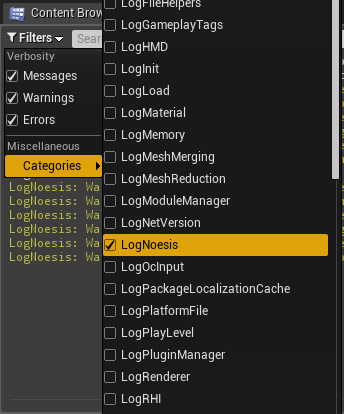 Content Brow
Filters
Sear
Verbosity
Messages
Warnings
Errors
Miscellaneous
Categories
LogNoesis: Wa
LogNoesis: Wa
LogNoesis: Wa
LogNoesis: Wa
LogNoesis: Wa
LogNoesis: Wa
LogFileHelpers
LogGameplayTags
LogHMD
LogInit
LogLoad
LogMaterial
LogMemory
LogMeshMerging
LogMeshReduction
LogModuleManager
LogNetVersion
LogNoesis
LogOcInput
LogPackageLocalizationCache
LogPlatformFile
LogPlayLevel
LogPluginManager
LogRenderer
LogRHI